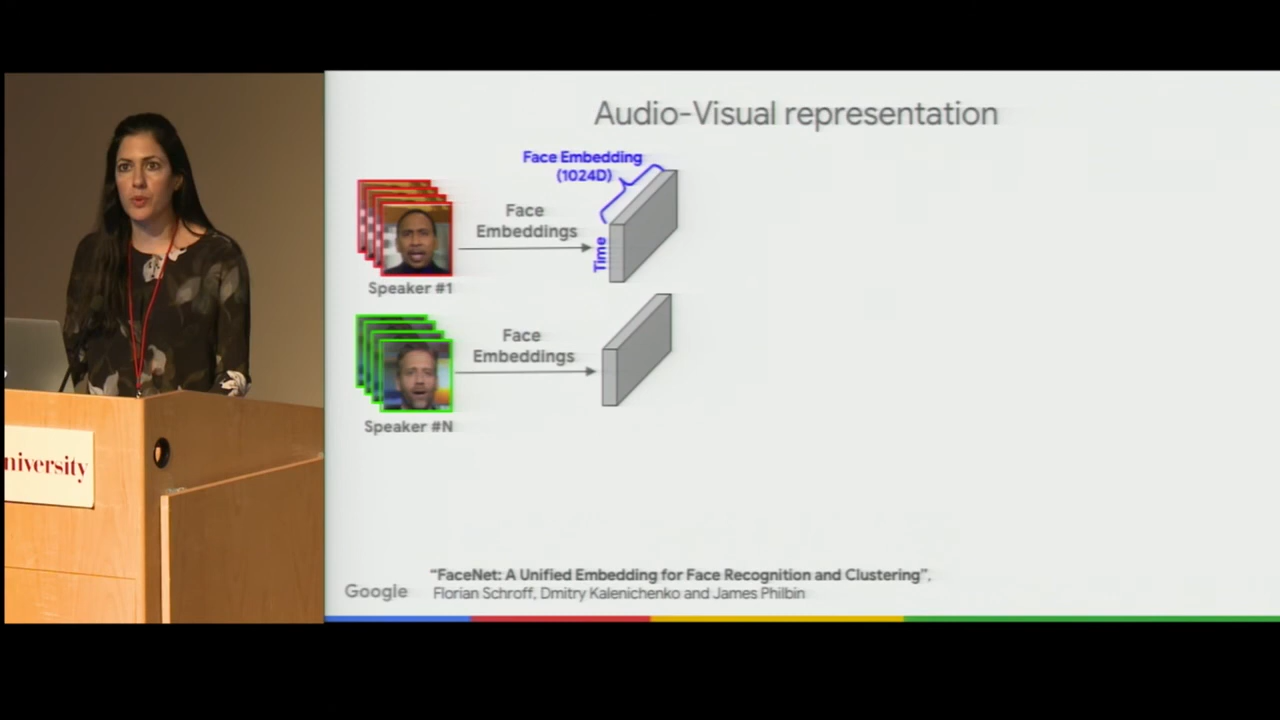 Audio-Visual representation
Face Embedding
(1024D)
Face
Embeddings
Time
Speaker #1
Face
Embeddings
Speaker #N
niversity
"FaceNet: A Unified Embedding for Face Recognition and Clustering",
Google
Florian Schroff, Dmitry Kalenichenko and James Philbin